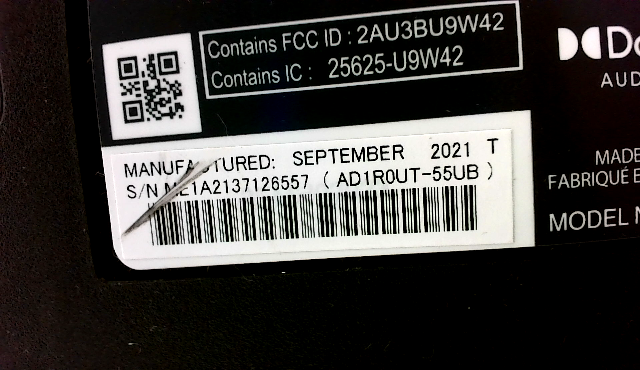 Contains FCC ID : 2AU3BU9W42
Contains IC : 25625-U9W42
MANUFACTURED: SEPTEMBER 2021 T
S/N ME1A2137126557 ( AD1R0UT-55UB )
AUD
MADE
FABRIQUÉ E
MODEL N